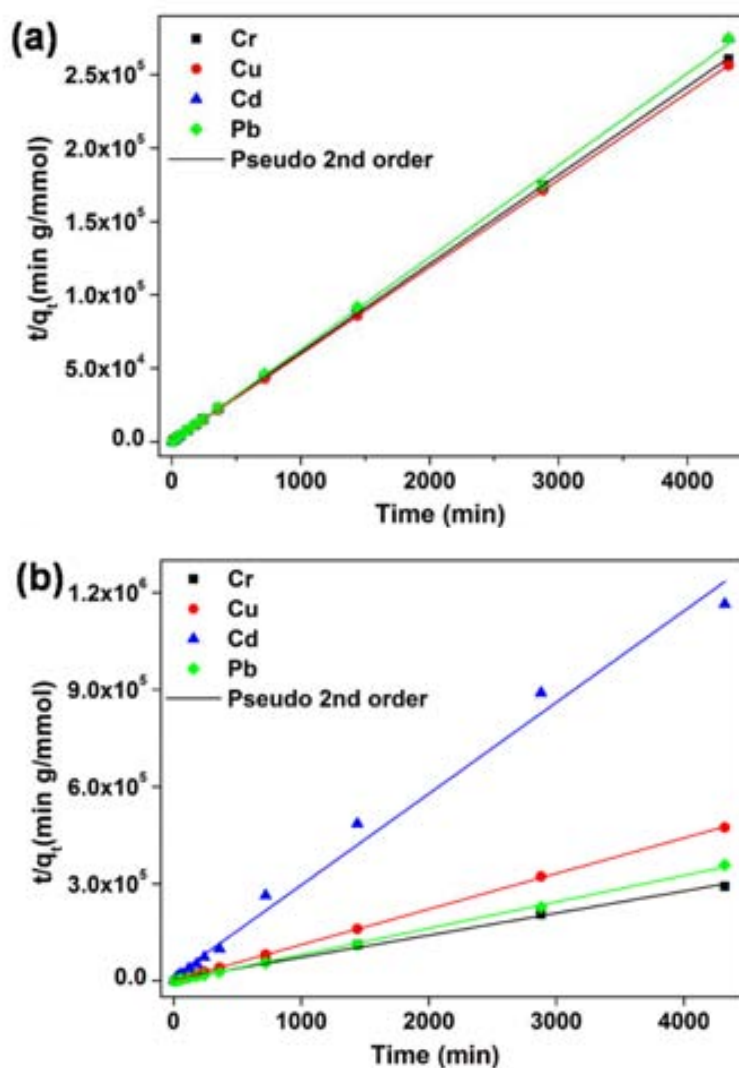 (a)
Cr
Cu
Cd
Pb
Pseudo 2nd order
t/qt(min g/mmol)
2.5x10⁵
2.0x10⁵
1.5x10⁵
1.0x10⁵
5.0x10⁴
0.0
0 1000 2000 3000 4000
Time (min)
(b)
Cr
Cu
Cd
Pb
Pseudo 2nd order
t/qt(min g/mmol)
1.2x10⁶
9.0x10⁵
6.0x10⁵
3.0x10⁵
0.0
0 1000 2000 3000 4000
Time (min)